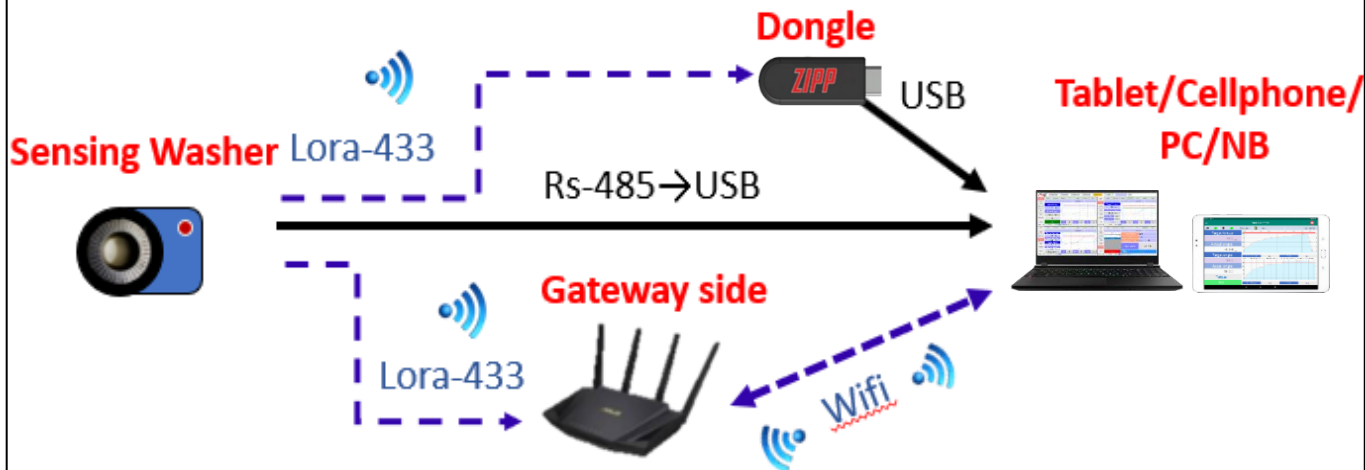 Dongle
ZIPP
USB
Tablet/Cellphone/
PC/NB
Sensing Washer
Lora-433
Rs-485→USB
Gateway side
Lora-433
Wifi